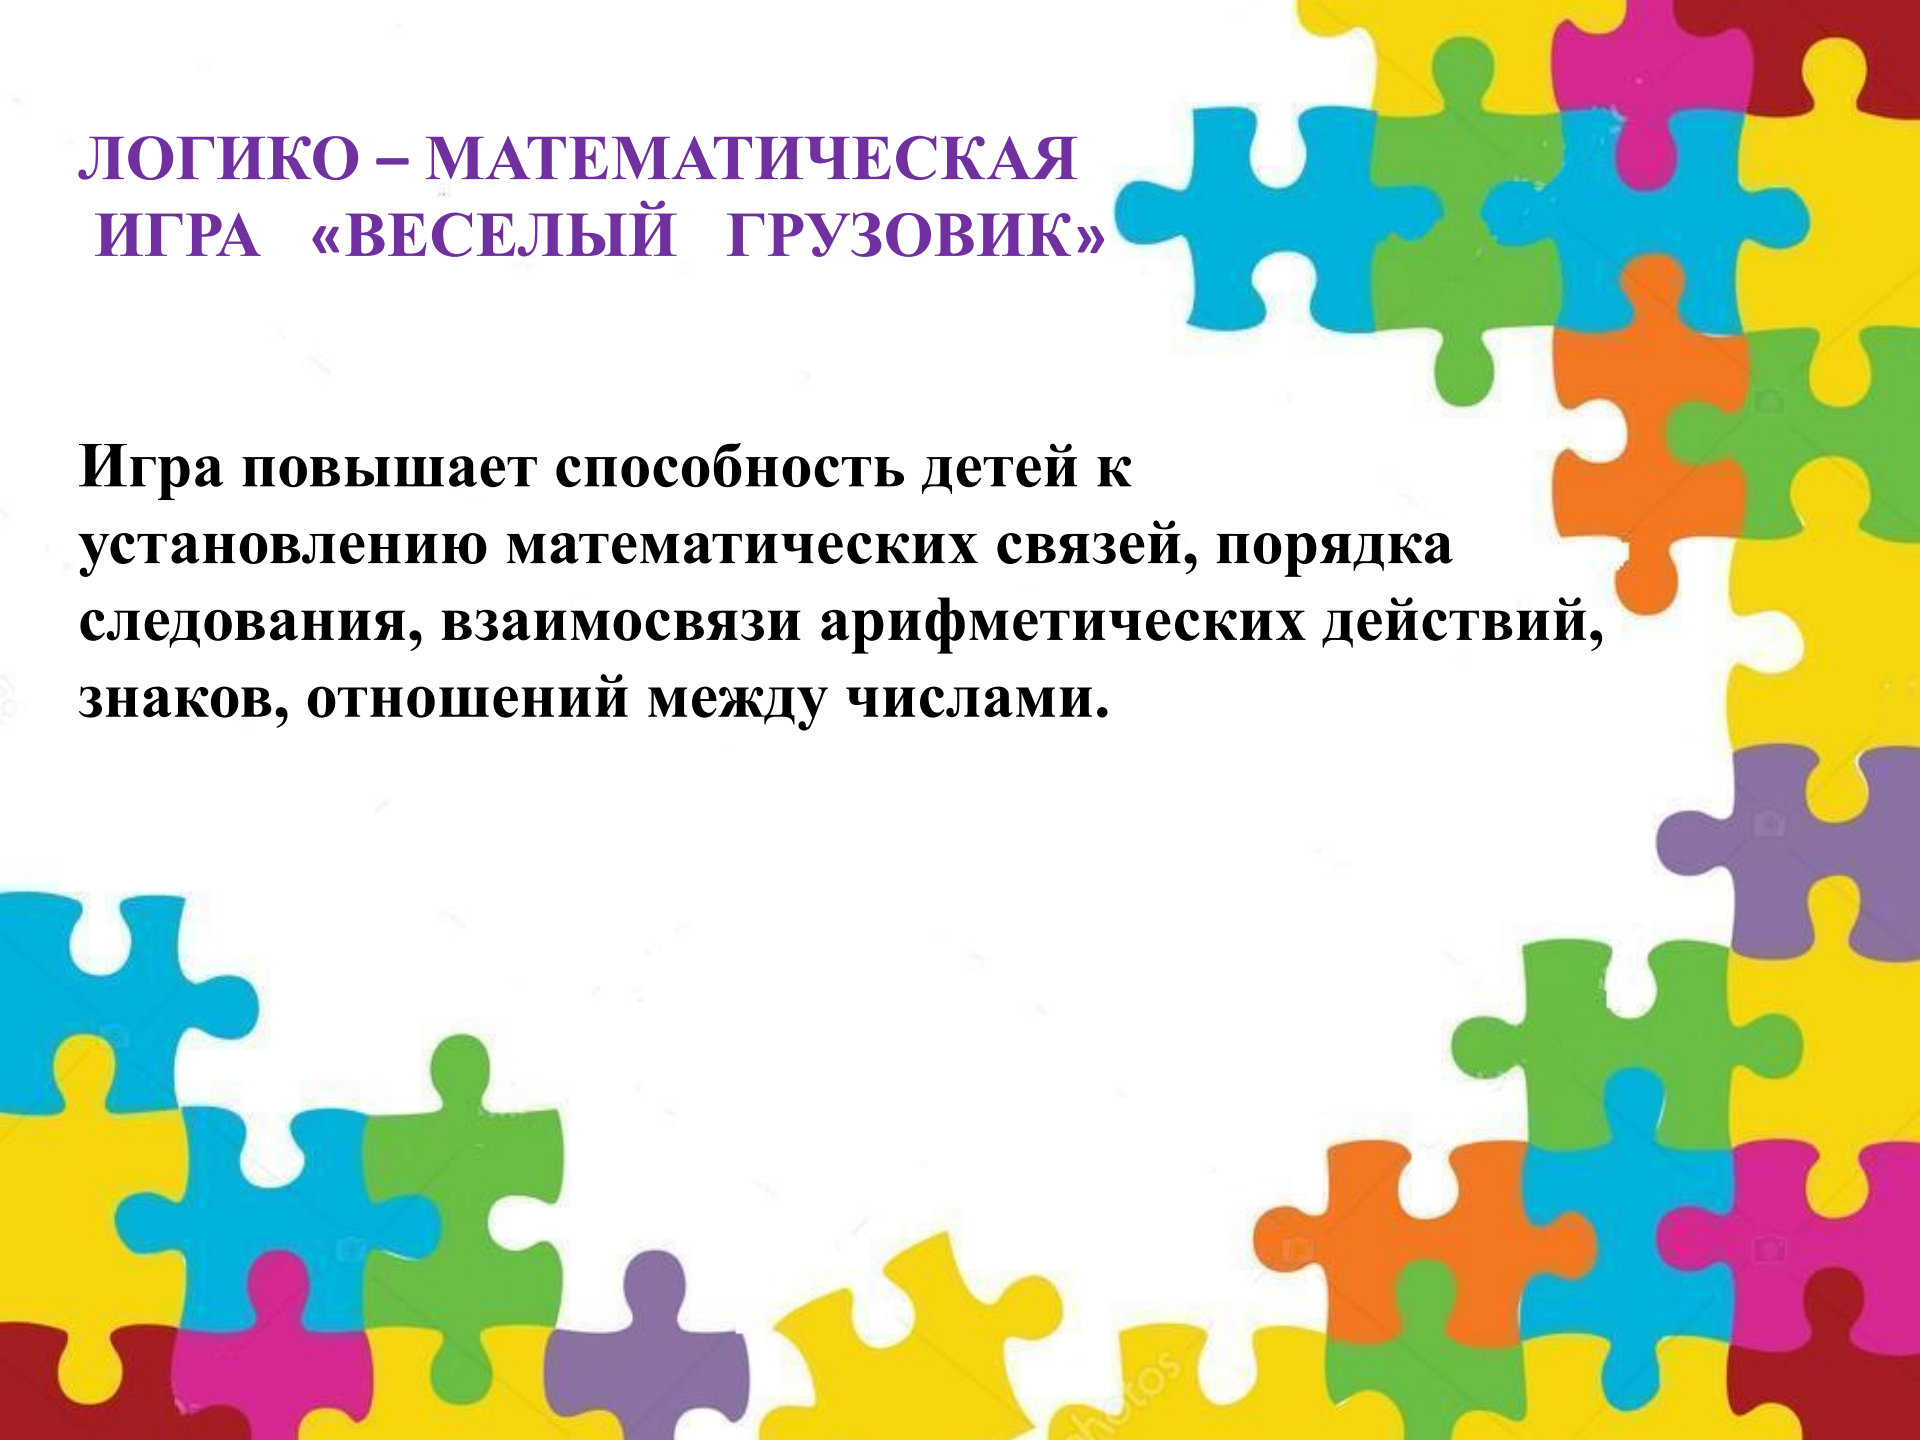 ЛОГИКО – МАТЕМАТИЧЕСКАЯ
ИГРА «ВЕСЕЛЫЙ ГРУЗОВИК»
Игра повышает способность детей к
установлению математических связей, порядка
следования, взаимосвязи арифметических действий,
знаков, отношений между числами.
photos